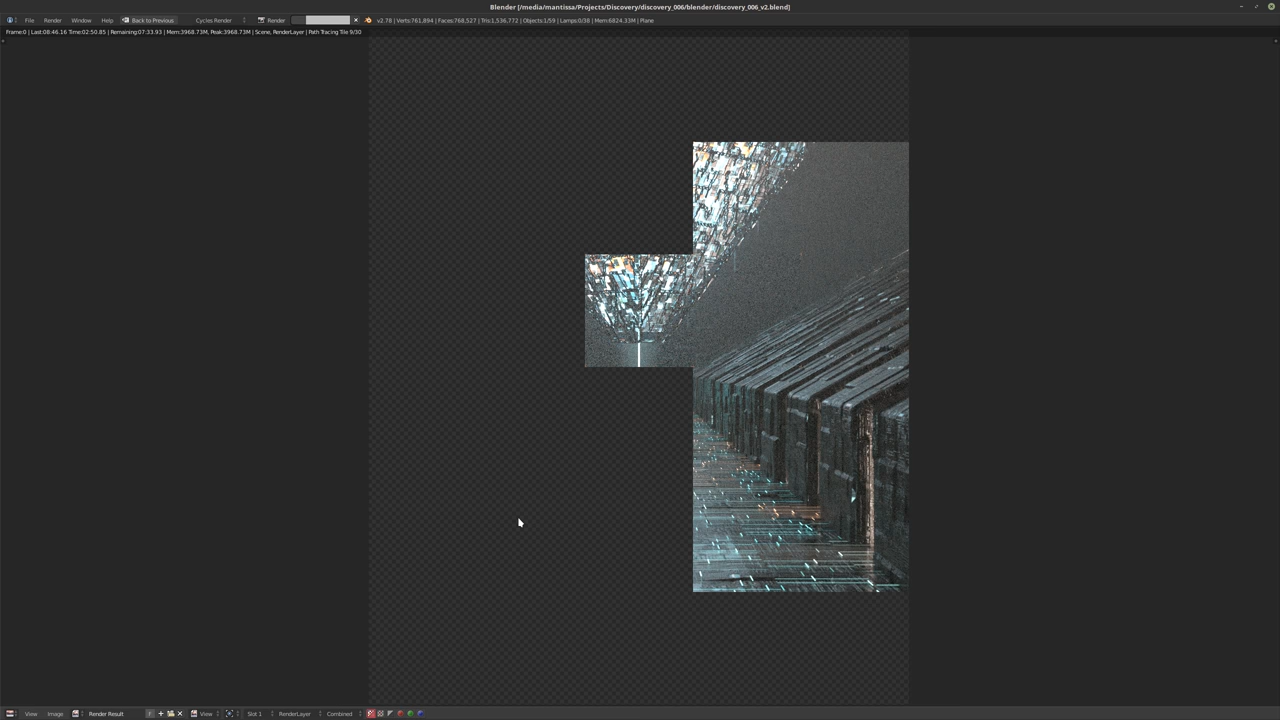 Blender [/media/mantissa/Projects/Discovery/discovery_006/blender/discovery_006_v2.blend]
File Render Window Help Back to Previous Cycles Render Render v2.78 | Verts:761,894 | Faces:768,527 | Tris:1,536,772 | Objects:1/59 | Lamps:0/38 | Mem:6824.33M | Plane
Frame:0 | Last:08:46.16 Time:02:50.85 | Remaining:07:33.93 | Mem:3968.73M, Peak:3968.73M | Scene, RenderLayer | Path Tracing Tile 9/30
View Image Render Result F View Slot 1 RenderLayer Combined